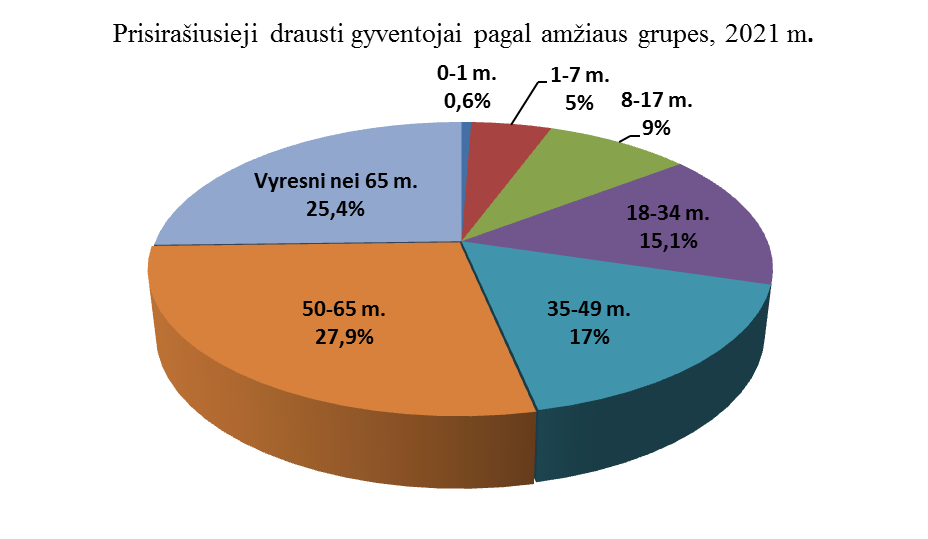 Prisirašiusieji drausti gyventojai pagal amžiaus grupes, 2021 m.
0-1 m.
0,6%
1-7 m.
5%
8-17 m.
9%
18-34 m.
15,1%
35-49 m.
17%
50-65 m.
27,9%
Vyresni nei 65 m.
25,4%